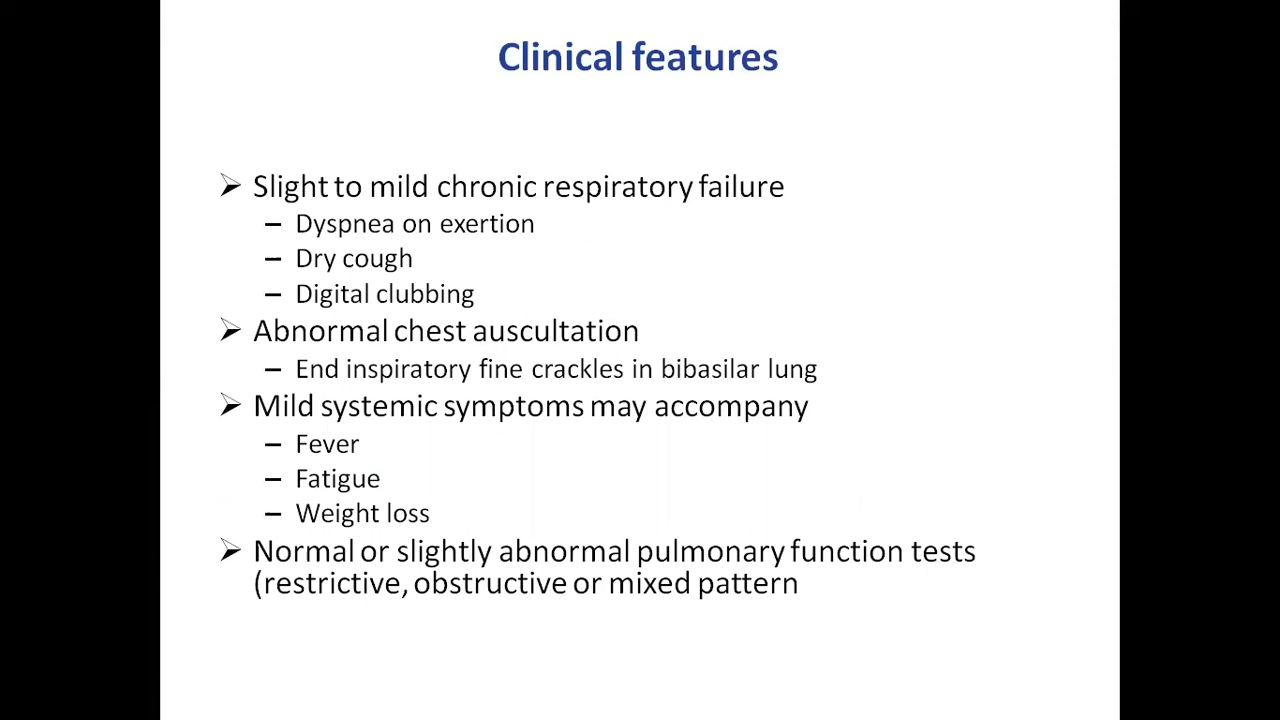 Clinical features
➢ Slight to mild chronic respiratory failure
– Dyspnea on exertion
– Dry cough
– Digital clubbing
➢ Abnormal chest auscultation
– End inspiratory fine crackles in bibasilar lung
➢ Mild systemic symptoms may accompany
– Fever
– Fatigue
– Weight loss
➢ Normal or slightly abnormal pulmonary function tests
(restrictive, obstructive or mixed pattern